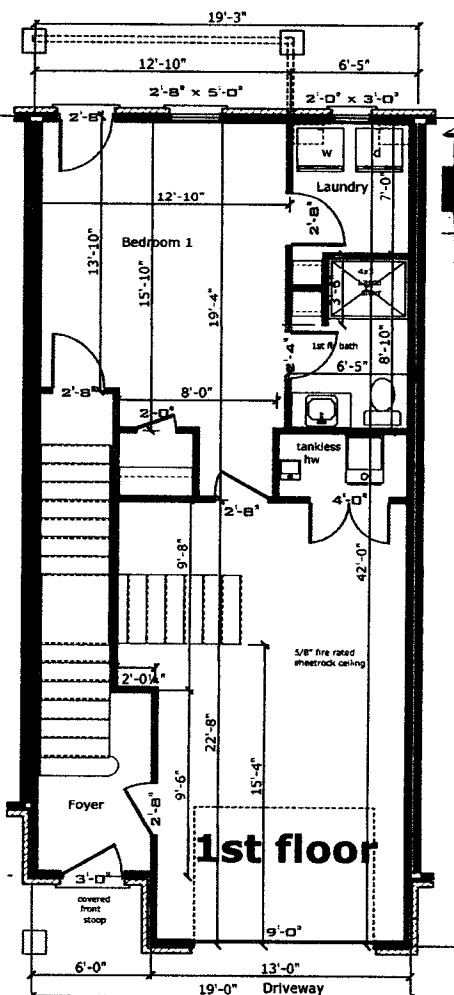 19'-3"
12'-10" 6'-5"
2'-8" x 5'-0"
2'-0" x 3'-0"
2'-8"
w d
Laundry
7'-0"
12'-10"
2'-8"
Bedroom 1
13'-10"
15'-10"
19'-4"
3'-6"
1st flr bath
8'-10"
6'-5"
2'-8"
8'-0"
2'-0"
tankless
hw
2'-8"
4'-0"
9'-8"
42'-0"
5/8" fire rated
sheetrock ceiling
2'-0½"
22'-8"
15'-4"
9'-6"
2'-8"
Foyer
1st floor
3'-0"
covered
front
stoop
9'-0"
6'-0" 13'-0"
19'-0" Driveway